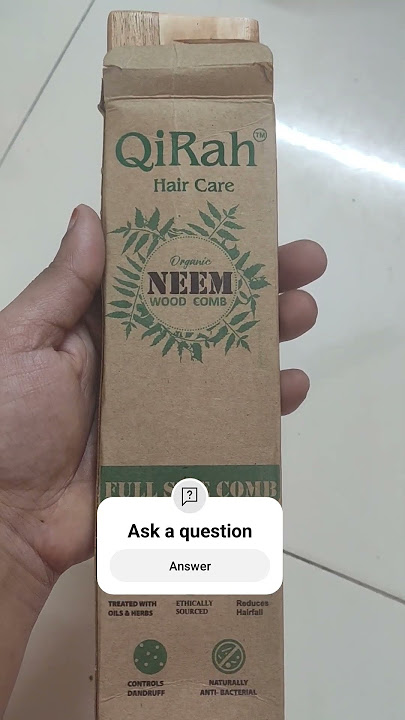 QiRah™
Hair Care
Organic
NEEM
WOOD COMB
FULL COMB
Ask a question
Answer
TREATED WITH OILS & HERBS
ETHICALLY SOURCED
Reduces Hairfall
CONTROLS DANDRUFF
NATURALLY ANTI-BACTERIAL